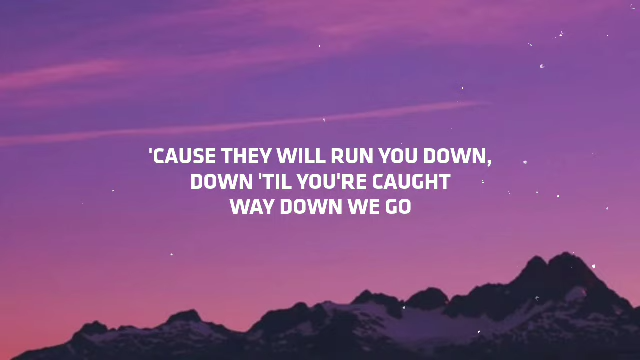 'CAUSE THEY WILL RUN YOU DOWN,
DOWN 'TIL YOU'RE CAUGHT
WAY DOWN WE GO